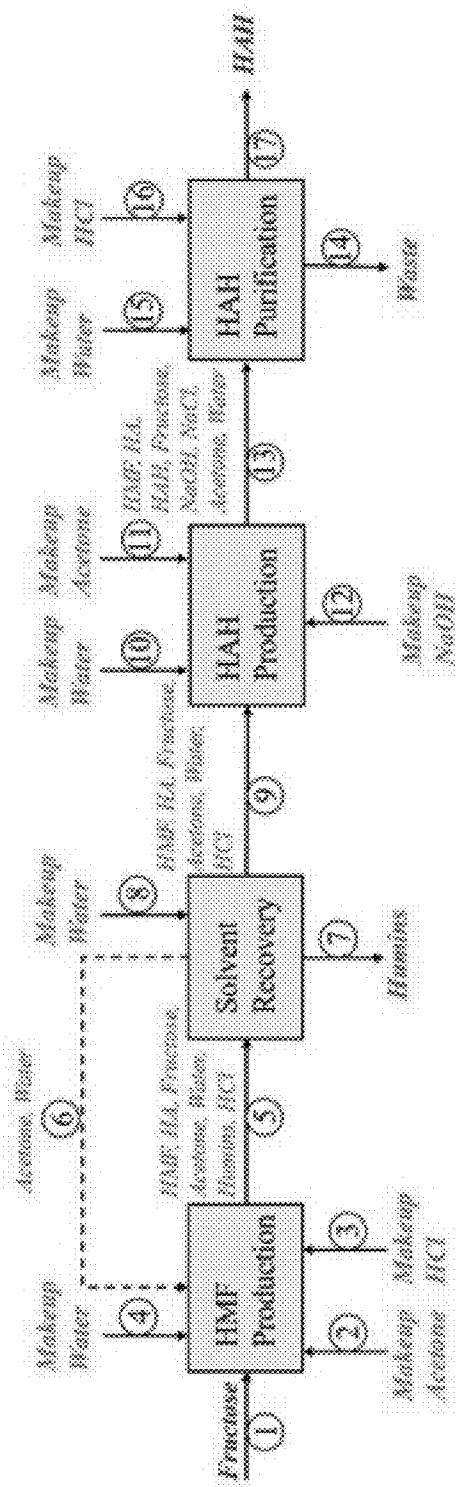 Fructose
1
Makeup
Water
4
Acetone, Water
6
HMF
Production
2
Makeup
Acetone
3
Makeup
HCl
HMF, HA, Fructose,
Acetone, Water,
Humins, HCl
5
Makeup
Water
8
Solvent
Recovery
7
Humins
HMF, HA, Fructose,
Acetone, Water,
HCl
9
Makeup
Water
10
Makeup
Acetone
11
HAH
Production
12
Makeup
NaOH
HMF, HA,
HAH, Fructose,
NaOH, NaCl,
Acetone, Water
13
Makeup
Water
15
Makeup
HCl
16
HAH
Purification
14
Waste
17
HAH